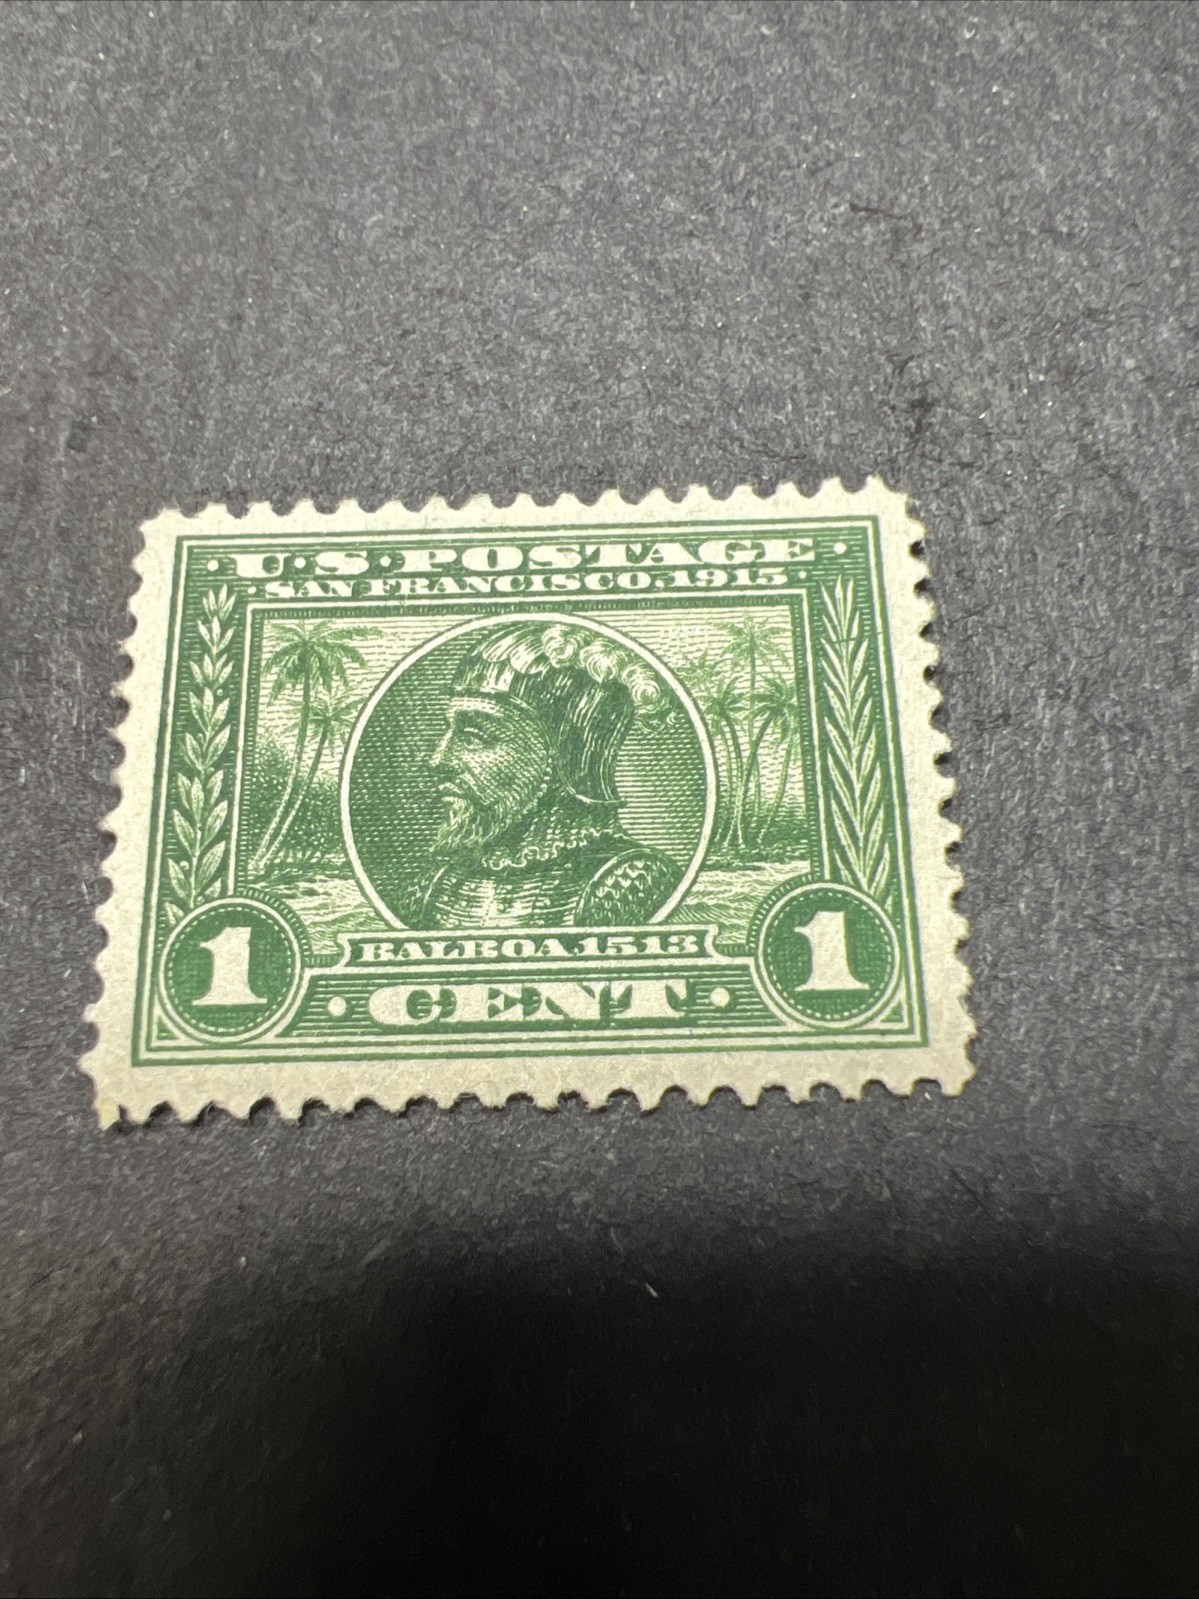 U·S·POSTAGE
SAN FRANCISCO, 1915
BALBOA 1513
1 1
CENT